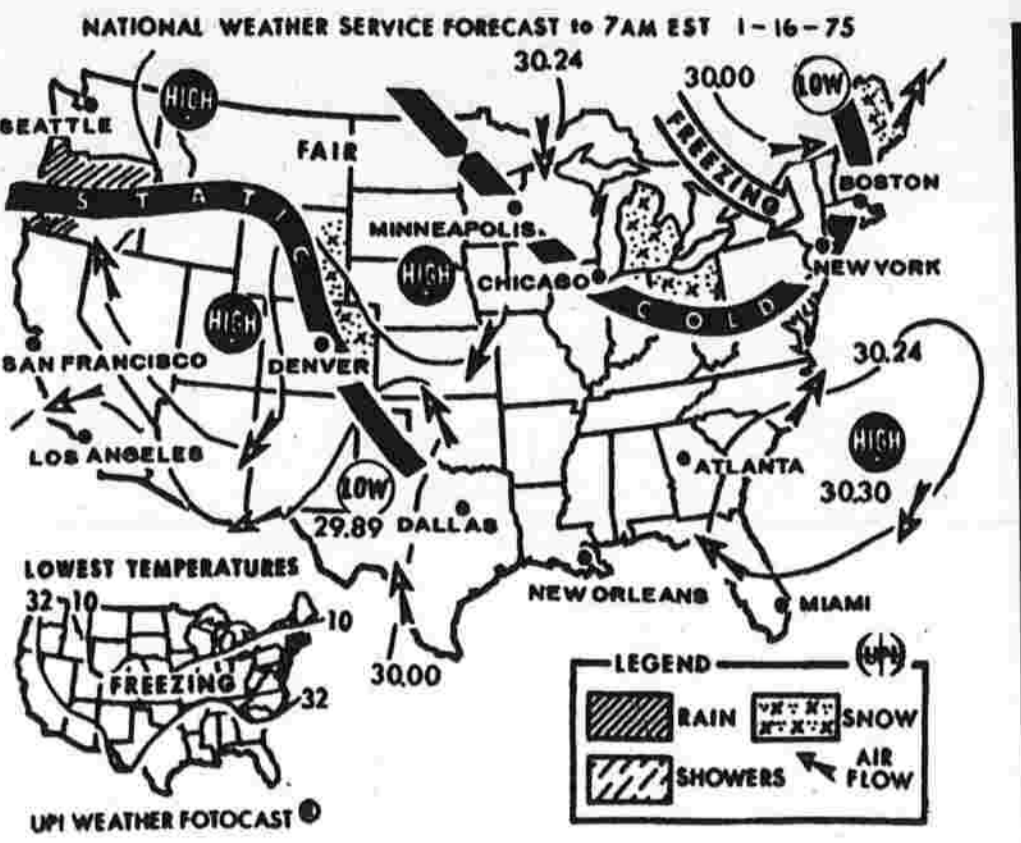 NATIONAL WEATHER SERVICE FORECAST to 7AM EST 1-16-75
30.24
30.00
LOW
HIGH
SEATTLE
FAIR
FREEZING
BOSTON
STATIC
MINNEAPOLIS
HIGH
CHICAGO
NEW YORK
COLD
HIGH
SAN FRANCISCO
DENVER
30.24
HIGH
LOS ANGELES
ATLANTA
LOW
30.30
29.89
DALLAS
LOWEST TEMPERATURES
32
-10
10
NEW ORLEANS
MIAMI
FREEZING
30.00
32
LEGEND
UPI
RAIN
SNOW
SHOWERS
AIR
FLOW
UPI WEATHER FOTOCAST